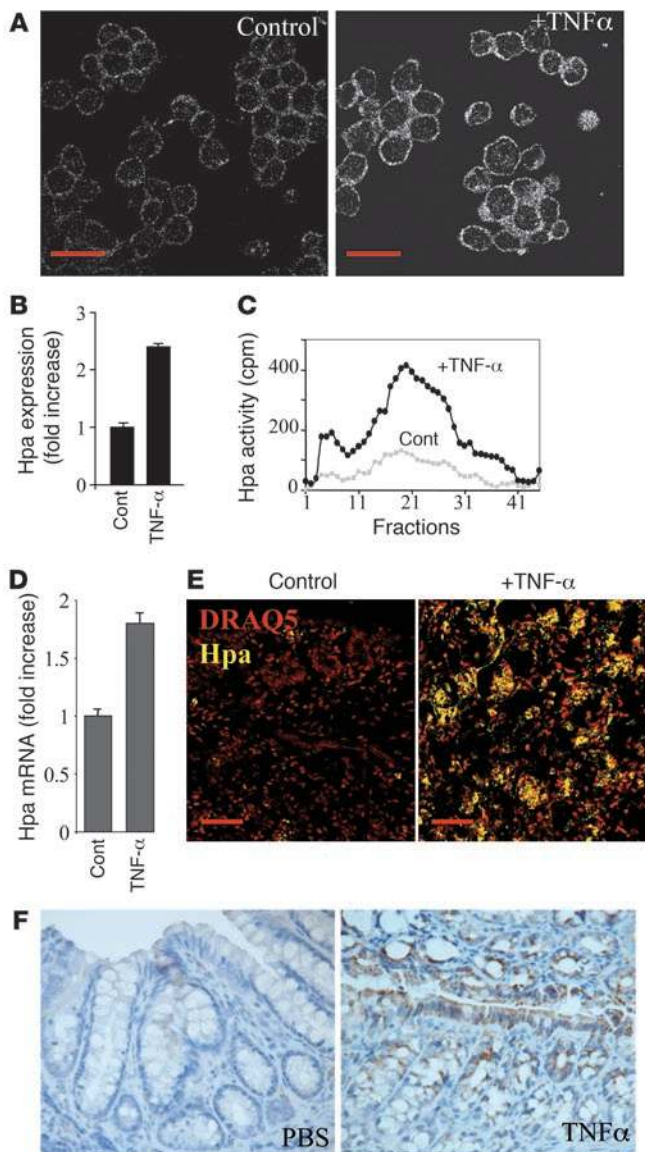 A
Control
+TNFα
B
Hpa expression
(fold increase)
3
2
1
0
Cont
TNF-α
C
Hpa activity (cpm)
400
200
0
+TNF-α
Cont
1
11
21
31
41
Fractions
D
Hpa mRNA (fold increase)
2
1.5
1
0.5
0
Cont
TNF-α
E
Control
+TNF-α
DRAQ5
Hpa
F
PBS
TNFα